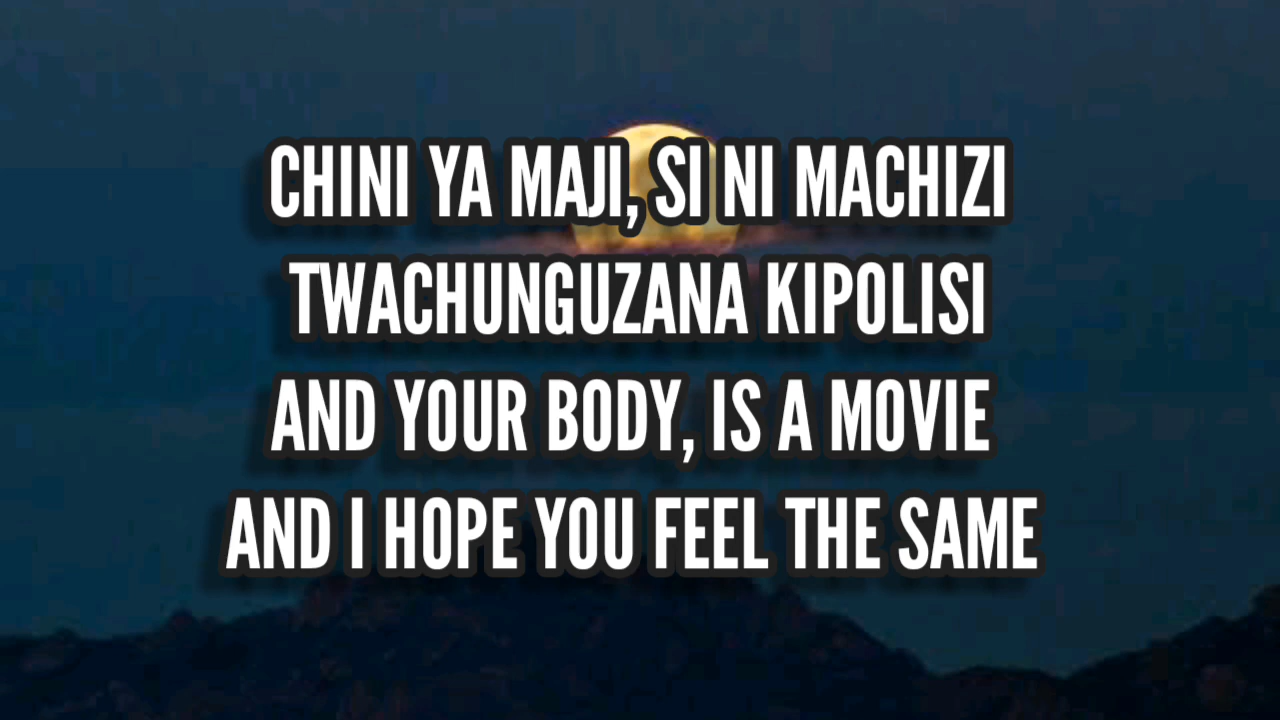 CHINI YA MAJI, SI NI MACHIZI
TWACHUNGUZANA KIPOLISI
AND YOUR BODY, IS A MOVIE
AND I HOPE YOU FEEL THE SAME